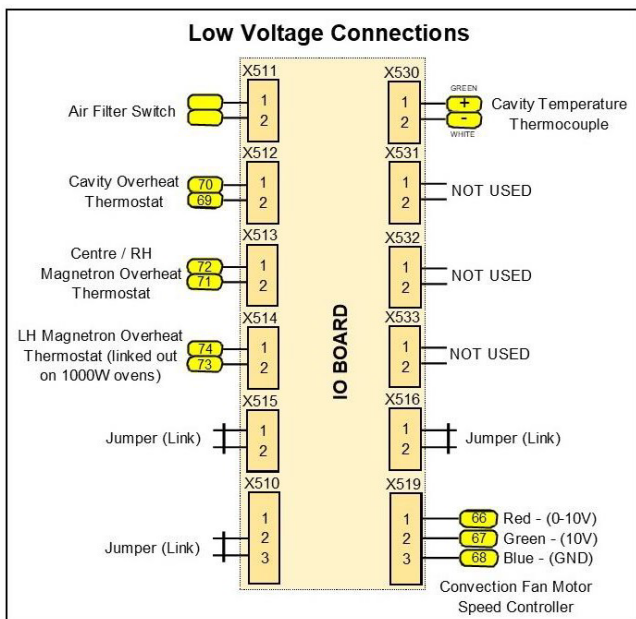 Low Voltage Connections
X511
1
2
Air Filter Switch
X512
1
2
70
69
Cavity Overheat
Thermostat
X513
1
2
72
71
Centre / RH
Magnetron Overheat
Thermostat
X514
1
2
74
73
LH Magnetron Overheat
Thermostat (linked out
on 1000W ovens)
X515
1
2
Jumper (Link)
X510
1
2
3
Jumper (Link)
IO BOARD
X530
1
2
GREEN
+
-
WHITE
Cavity Temperature
Thermocouple
X531
1
2
NOT USED
X532
1
2
NOT USED
X533
1
2
NOT USED
X516
1
2
Jumper (Link)
X519
1
2
3
66
Red - (0-10V)
67
Green - (10V)
68
Blue - (GND)
Convection Fan Motor
Speed Controller